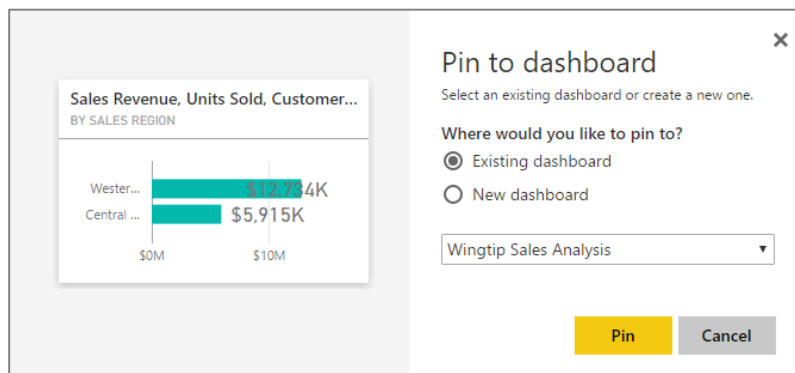 Sales Revenue, Units Sold, Customer...
BY SALES REGION
Wester...
$12,734K
Central ...
$5,915K
$0M
$10M
Pin to dashboard
Select an existing dashboard or create a new one.
Where would you like to pin to?
Existing dashboard
New dashboard
Wingtip Sales Analysis
Pin
Cancel